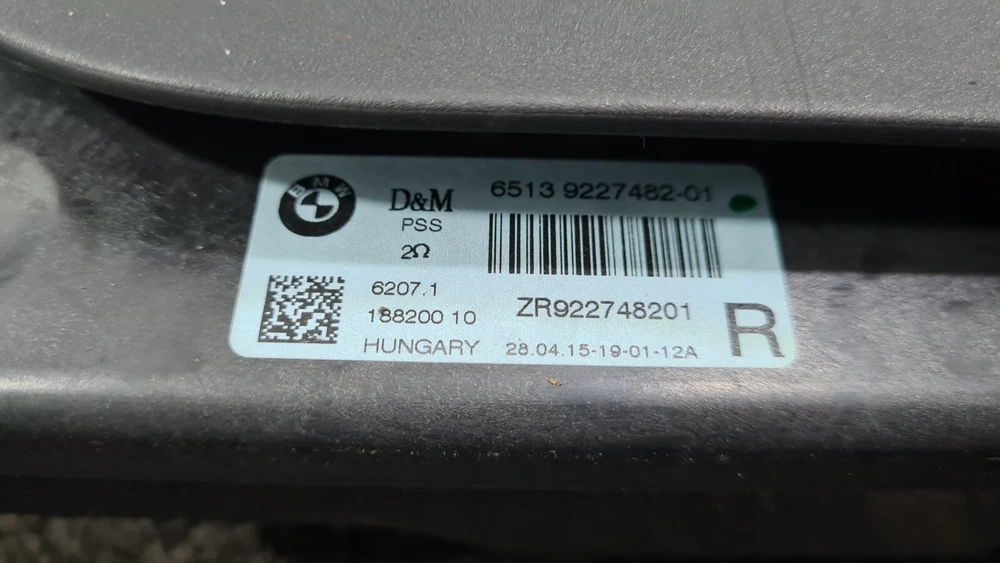 BMW
D&M
PSS
2Ω
6513 9227482-01
6207.1
188200 10
ZR922748201
R
HUNGARY
28.04.15-19-01-12A